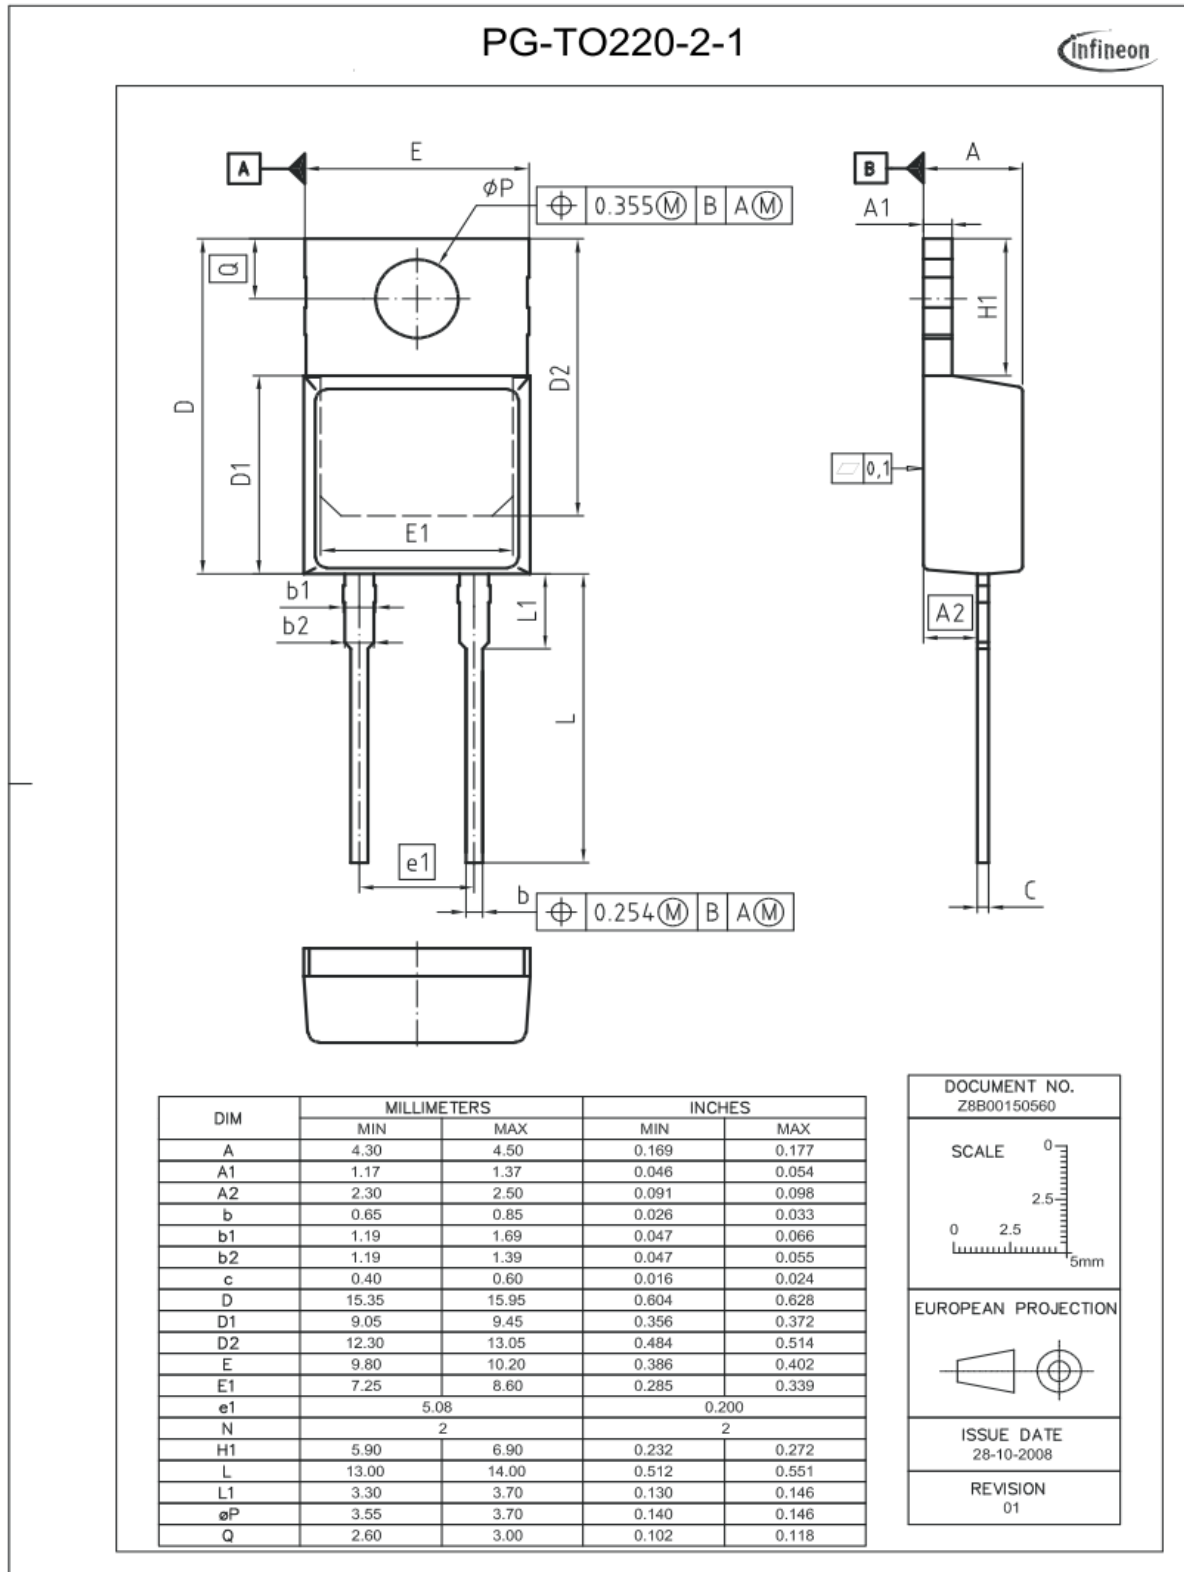 PG-TO220-2-1
infineon
A
E
B
A
øP
⌖ 0.355Ⓜ B AⓂ
A1
Q
H1
D2
D
D1
▱ 0,1
E1
b1
b2
L1
A2
L
e1
b
⌖ 0.254Ⓜ B AⓂ
C
DIM MILLIMETERS INCHES
MIN MAX MIN MAX
A 4.30 4.50 0.169 0.177
A1 1.17 1.37 0.046 0.054
A2 2.30 2.50 0.091 0.098
b 0.65 0.85 0.026 0.033
b1 1.19 1.69 0.047 0.066
b2 1.19 1.39 0.047 0.055
c 0.40 0.60 0.016 0.024
D 15.35 15.95 0.604 0.628
D1 9.05 9.45 0.356 0.372
D2 12.30 13.05 0.484 0.514
E 9.80 10.20 0.386 0.402
E1 7.25 8.60 0.285 0.339
e1 5.08 0.200
N 2 2
H1 5.90 6.90 0.232 0.272
L 13.00 14.00 0.512 0.551
L1 3.30 3.70 0.130 0.146
øP 3.55 3.70 0.140 0.146
Q 2.60 3.00 0.102 0.118
DOCUMENT NO.
Z8B00150560
SCALE 0
2.5
0 2.5
5mm
EUROPEAN PROJECTION
ISSUE DATE
28-10-2008
REVISION
01